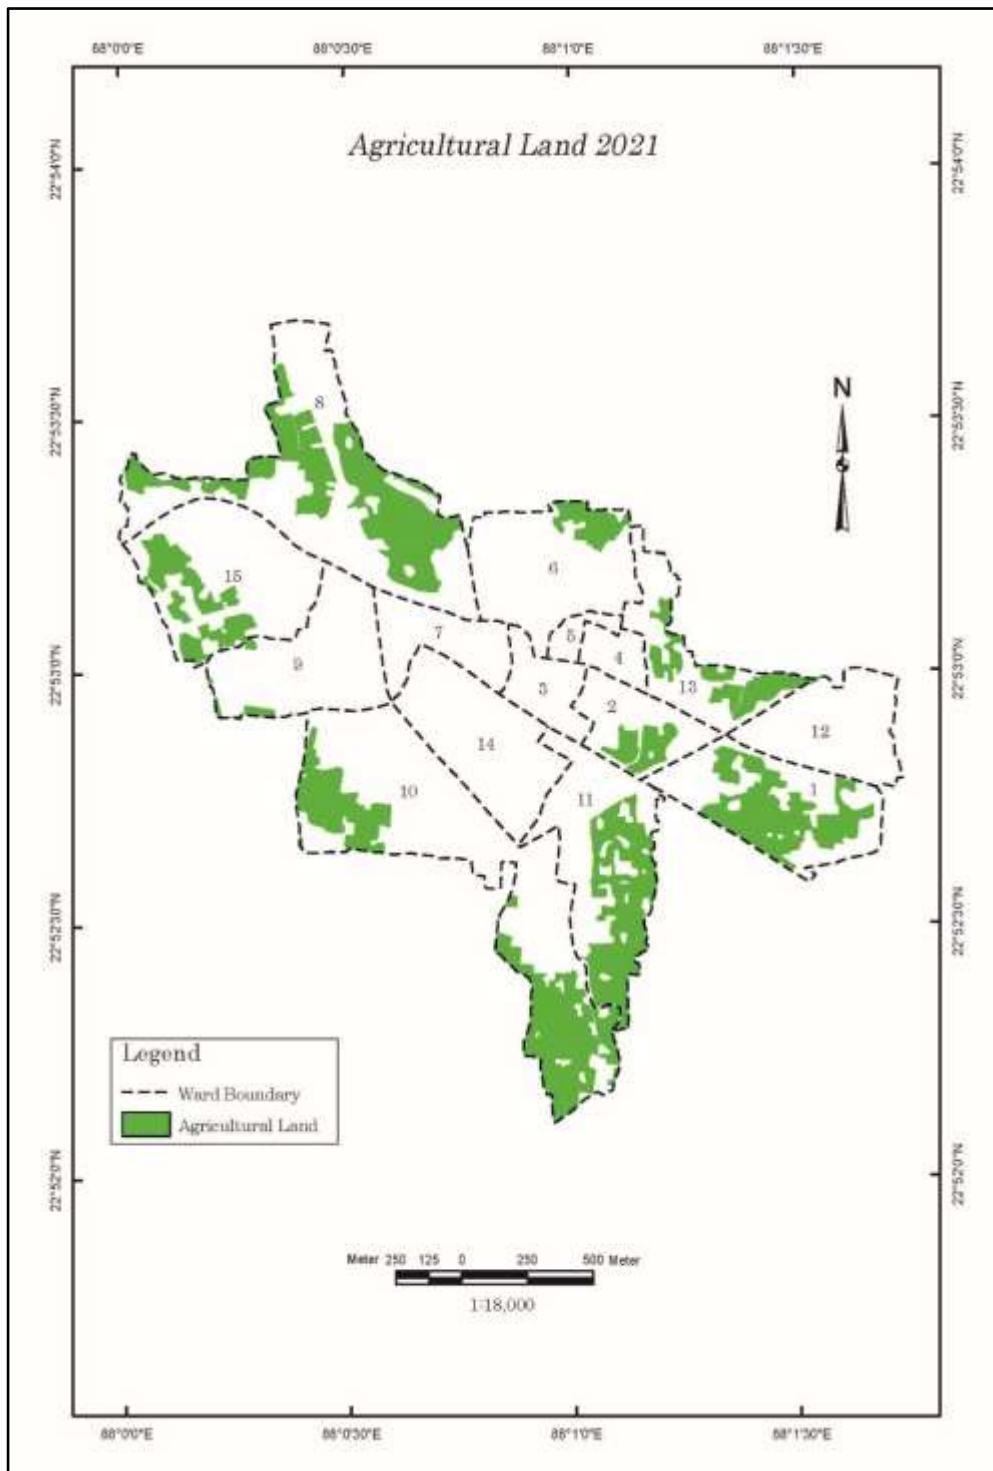 88°0'0"E 88°0'30"E 88°1'0"E 88°1'30"E
Agricultural Land 2021
22°54'0"N 22°54'0"N
N
22°53'30"N 22°53'30"N
8
6
15
5
7
4
22°53'0"N 22°53'0"N
9
3
13
2
12
14
10
11
1
22°52'30"N 22°52'30"N
Legend
Ward Boundary
Agricultural Land
22°52'0"N 22°52'0"N
Meter 250 125 0 250 500 Meter
1:18,000
88°0'0"E 88°0'30"E 88°1'0"E 88°1'30"E